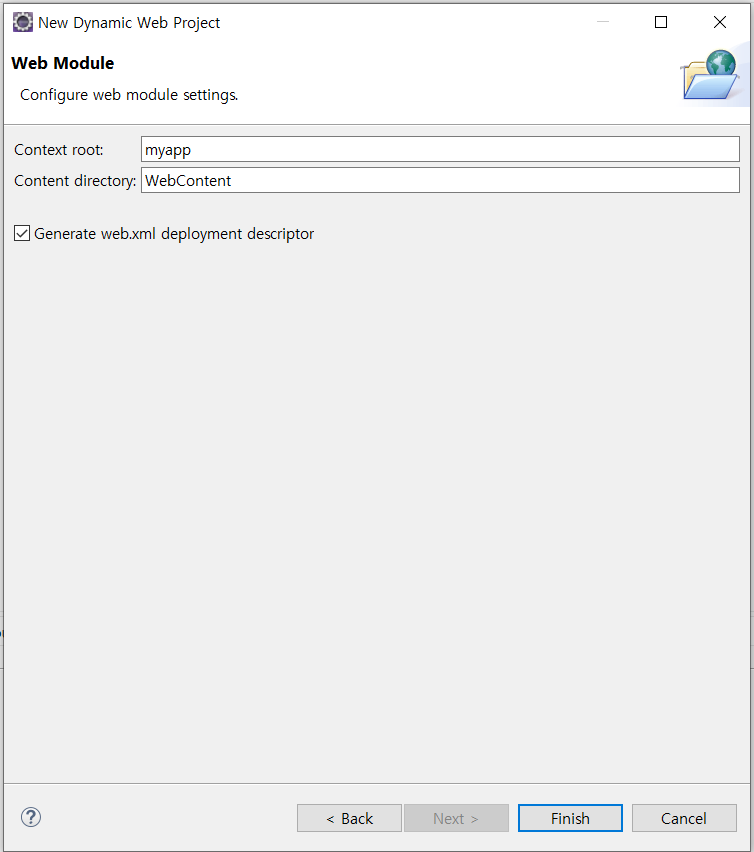 New Dynamic Web Project
Web Module
Configure web module settings.
Context root: myapp
Content directory: WebContent
Generate web.xml deployment descriptor
? < Back Next > Finish Cancel